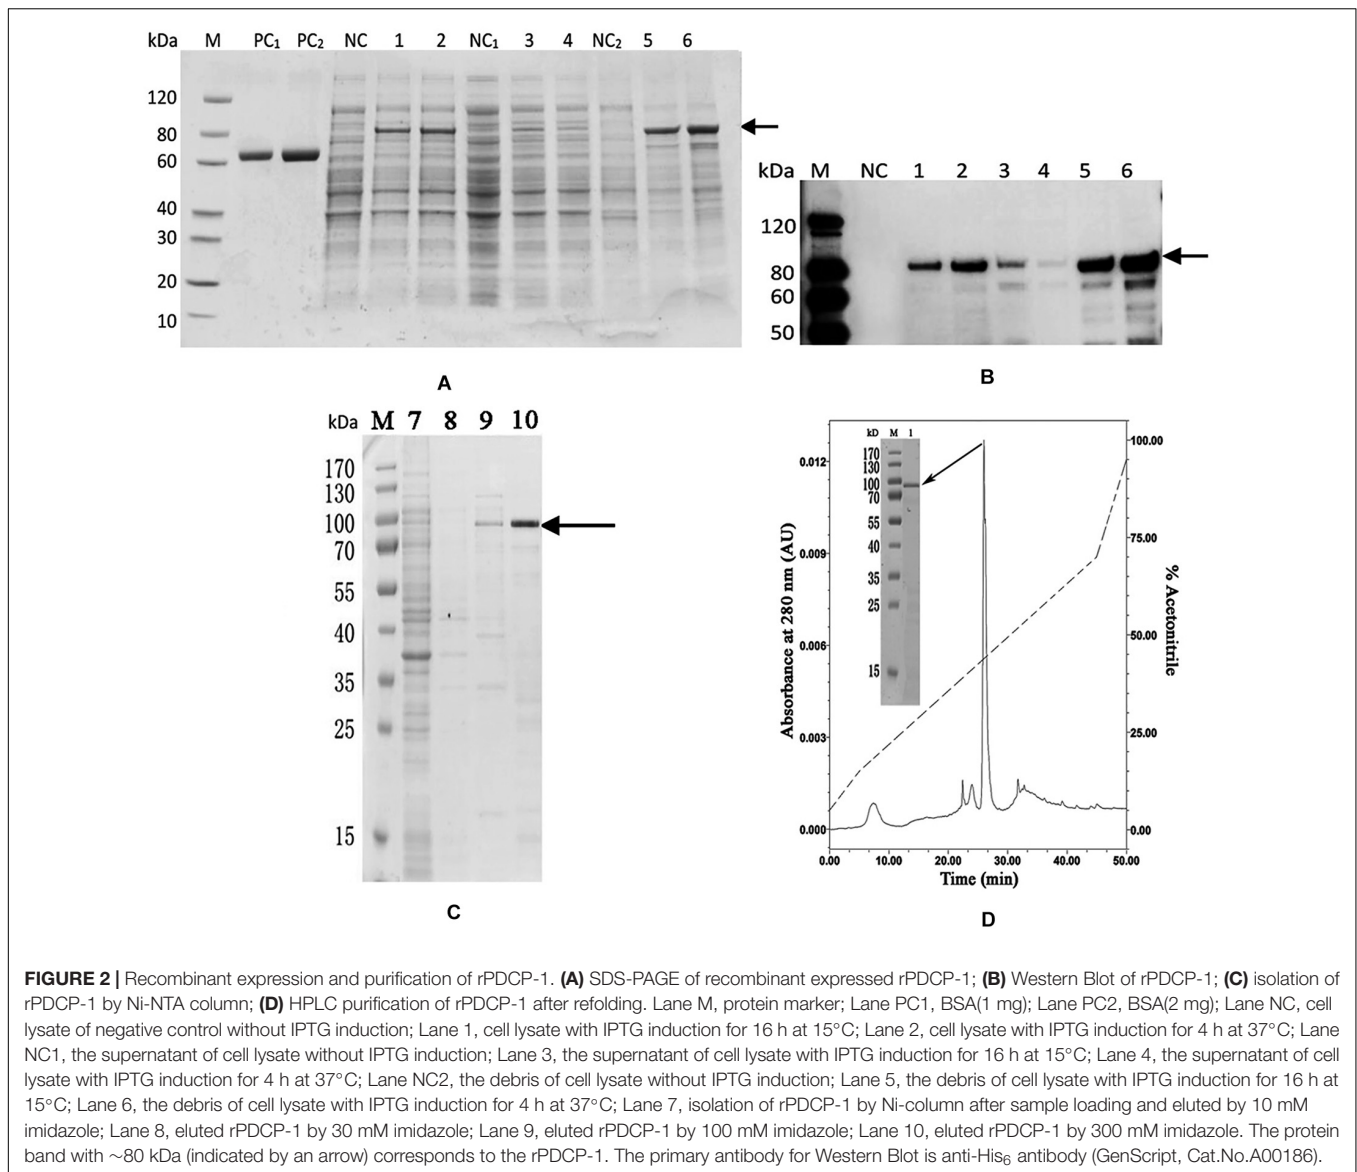 kDa M PC1 PC2 NC 1 2 NC1 3 4 NC2 5 6
120
80
60
40
30
20
10
A
kDa M NC 1 2 3 4 5 6
120
80
60
50
B
kDa M 7 8 9 10
170
130
100
70
55
40
35
25
15
C
kD M 1
170
130
100
70
55
40
35
25
15
Absorbance at 280 nm (AU)
0.012
0.009
0.006
0.003
0.000
100.00
75.00
50.00
25.00
0.00
% Acetonitrile
0.00 10.00 20.00 30.00 40.00 50.00
Time (min)
D
FIGURE 2 | Recombinant expression and purification of rPDCP-1. (A) SDS-PAGE of recombinant expressed rPDCP-1; (B) Western Blot of rPDCP-1; (C) isolation of
rPDCP-1 by Ni-NTA column; (D) HPLC purification of rPDCP-1 after refolding. Lane M, protein marker; Lane PC1, BSA(1 mg); Lane PC2, BSA(2 mg); Lane NC, cell
lysate of negative control without IPTG induction; Lane 1, cell lysate with IPTG induction for 16 h at 15°C; Lane 2, cell lysate with IPTG induction for 4 h at 37°C; Lane
NC1, the supernatant of cell lysate without IPTG induction; Lane 3, the supernatant of cell lysate with IPTG induction for 16 h at 15°C; Lane 4, the supernatant of cell
lysate with IPTG induction for 4 h at 37°C; Lane NC2, the debris of cell lysate without IPTG induction; Lane 5, the debris of cell lysate with IPTG induction for 16 h at
15°C; Lane 6, the debris of cell lysate with IPTG induction for 4 h at 37°C; Lane 7, isolation of rPDCP-1 by Ni-column after sample loading and eluted by 10 mM
imidazole; Lane 8, eluted rPDCP-1 by 30 mM imidazole; Lane 9, eluted rPDCP-1 by 100 mM imidazole; Lane 10, eluted rPDCP-1 by 300 mM imidazole. The protein
band with ~80 kDa (indicated by an arrow) corresponds to the rPDCP-1. The primary antibody for Western Blot is anti-His6 antibody (GenScript, Cat.No.A00186).